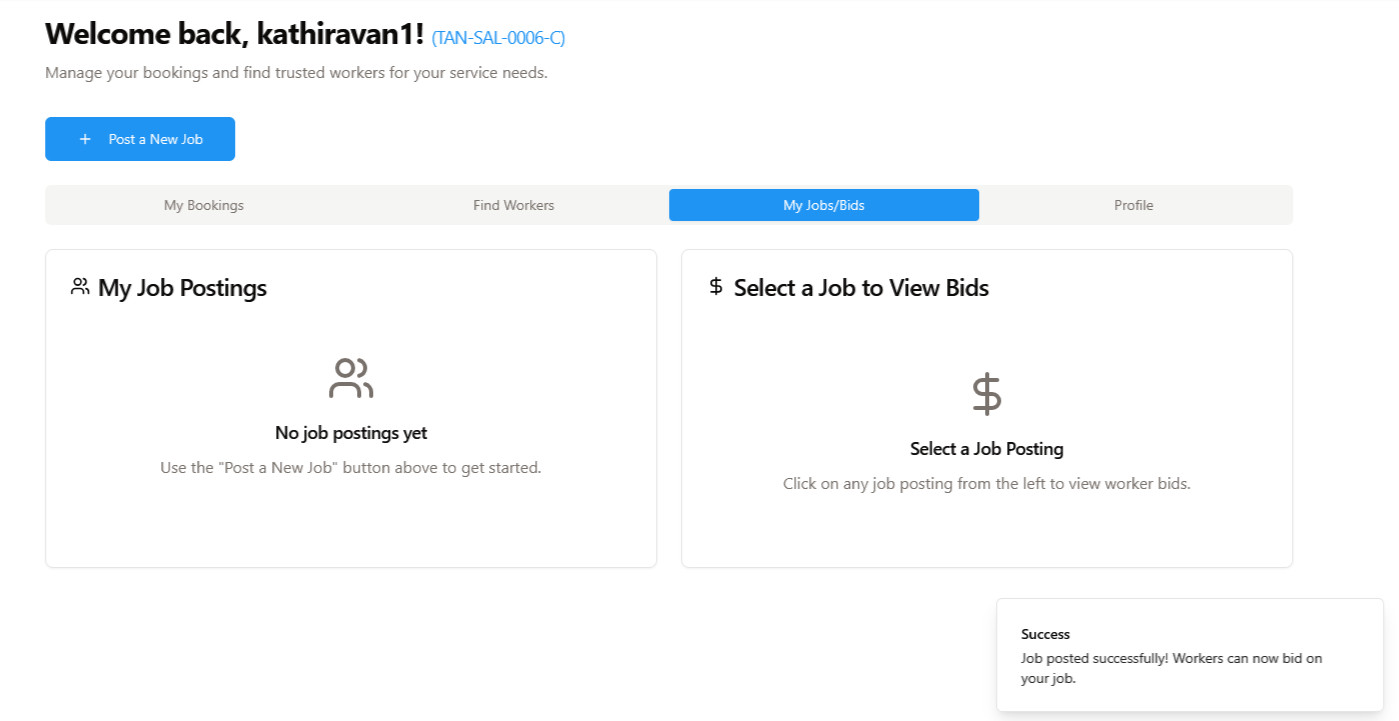 Welcome back, kathiravan1! (TAN-SAL-0006-C)
Manage your bookings and find trusted workers for your service needs.
+ Post a New Job
My Bookings Find Workers My Jobs/Bids Profile
My Job Postings
No job postings yet
Use the "Post a New Job" button above to get started.
$ Select a Job to View Bids
$
Select a Job Posting
Click on any job posting from the left to view worker bids.
Success
Job posted successfully! Workers can now bid on
your job.